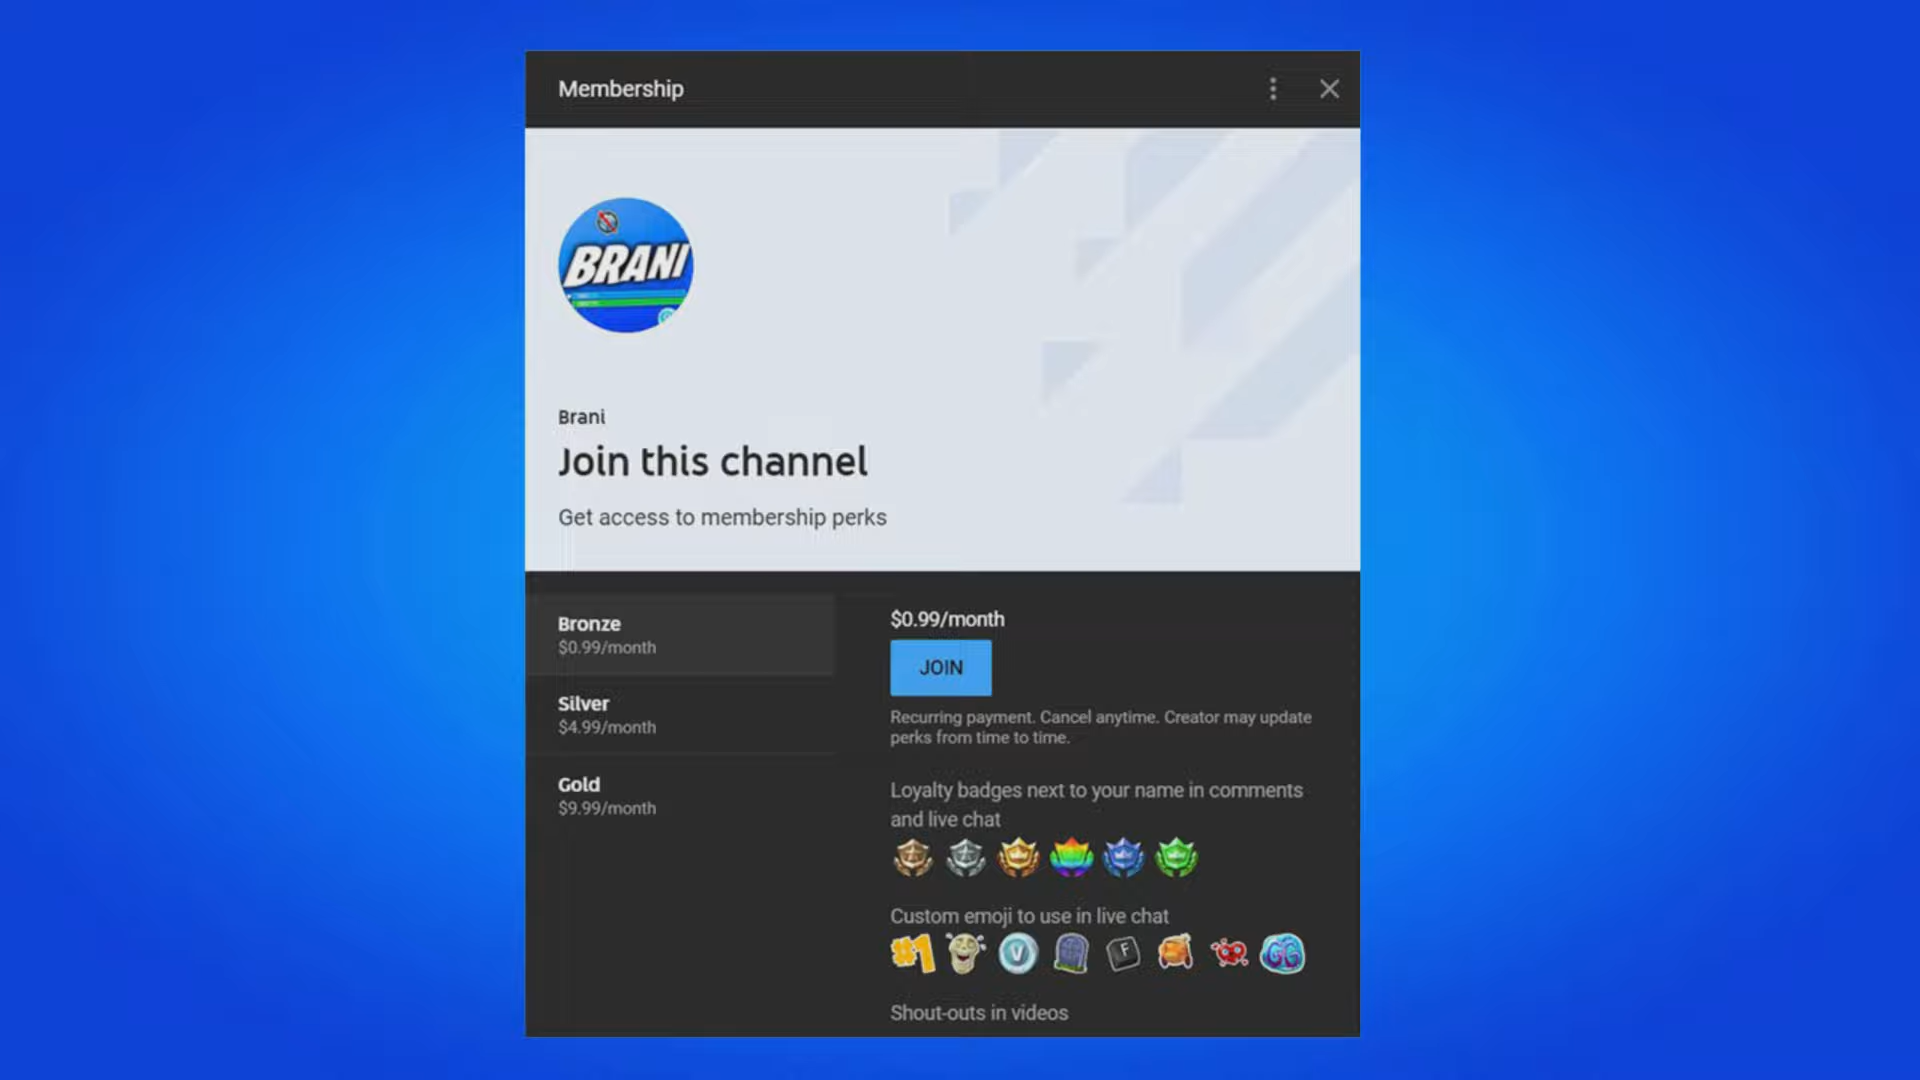 Membership
BRANI
Brani
Join this channel
Get access to membership perks
Bronze
$0.99/month
Silver
$4.99/month
Gold
$9.99/month
$0.99/month
JOIN
Recurring payment. Cancel anytime. Creator may update
perks from time to time.
Loyalty badges next to your name in comments
and live chat
Custom emoji to use in live chat
#1
V
F
GG
Shout-outs in videos